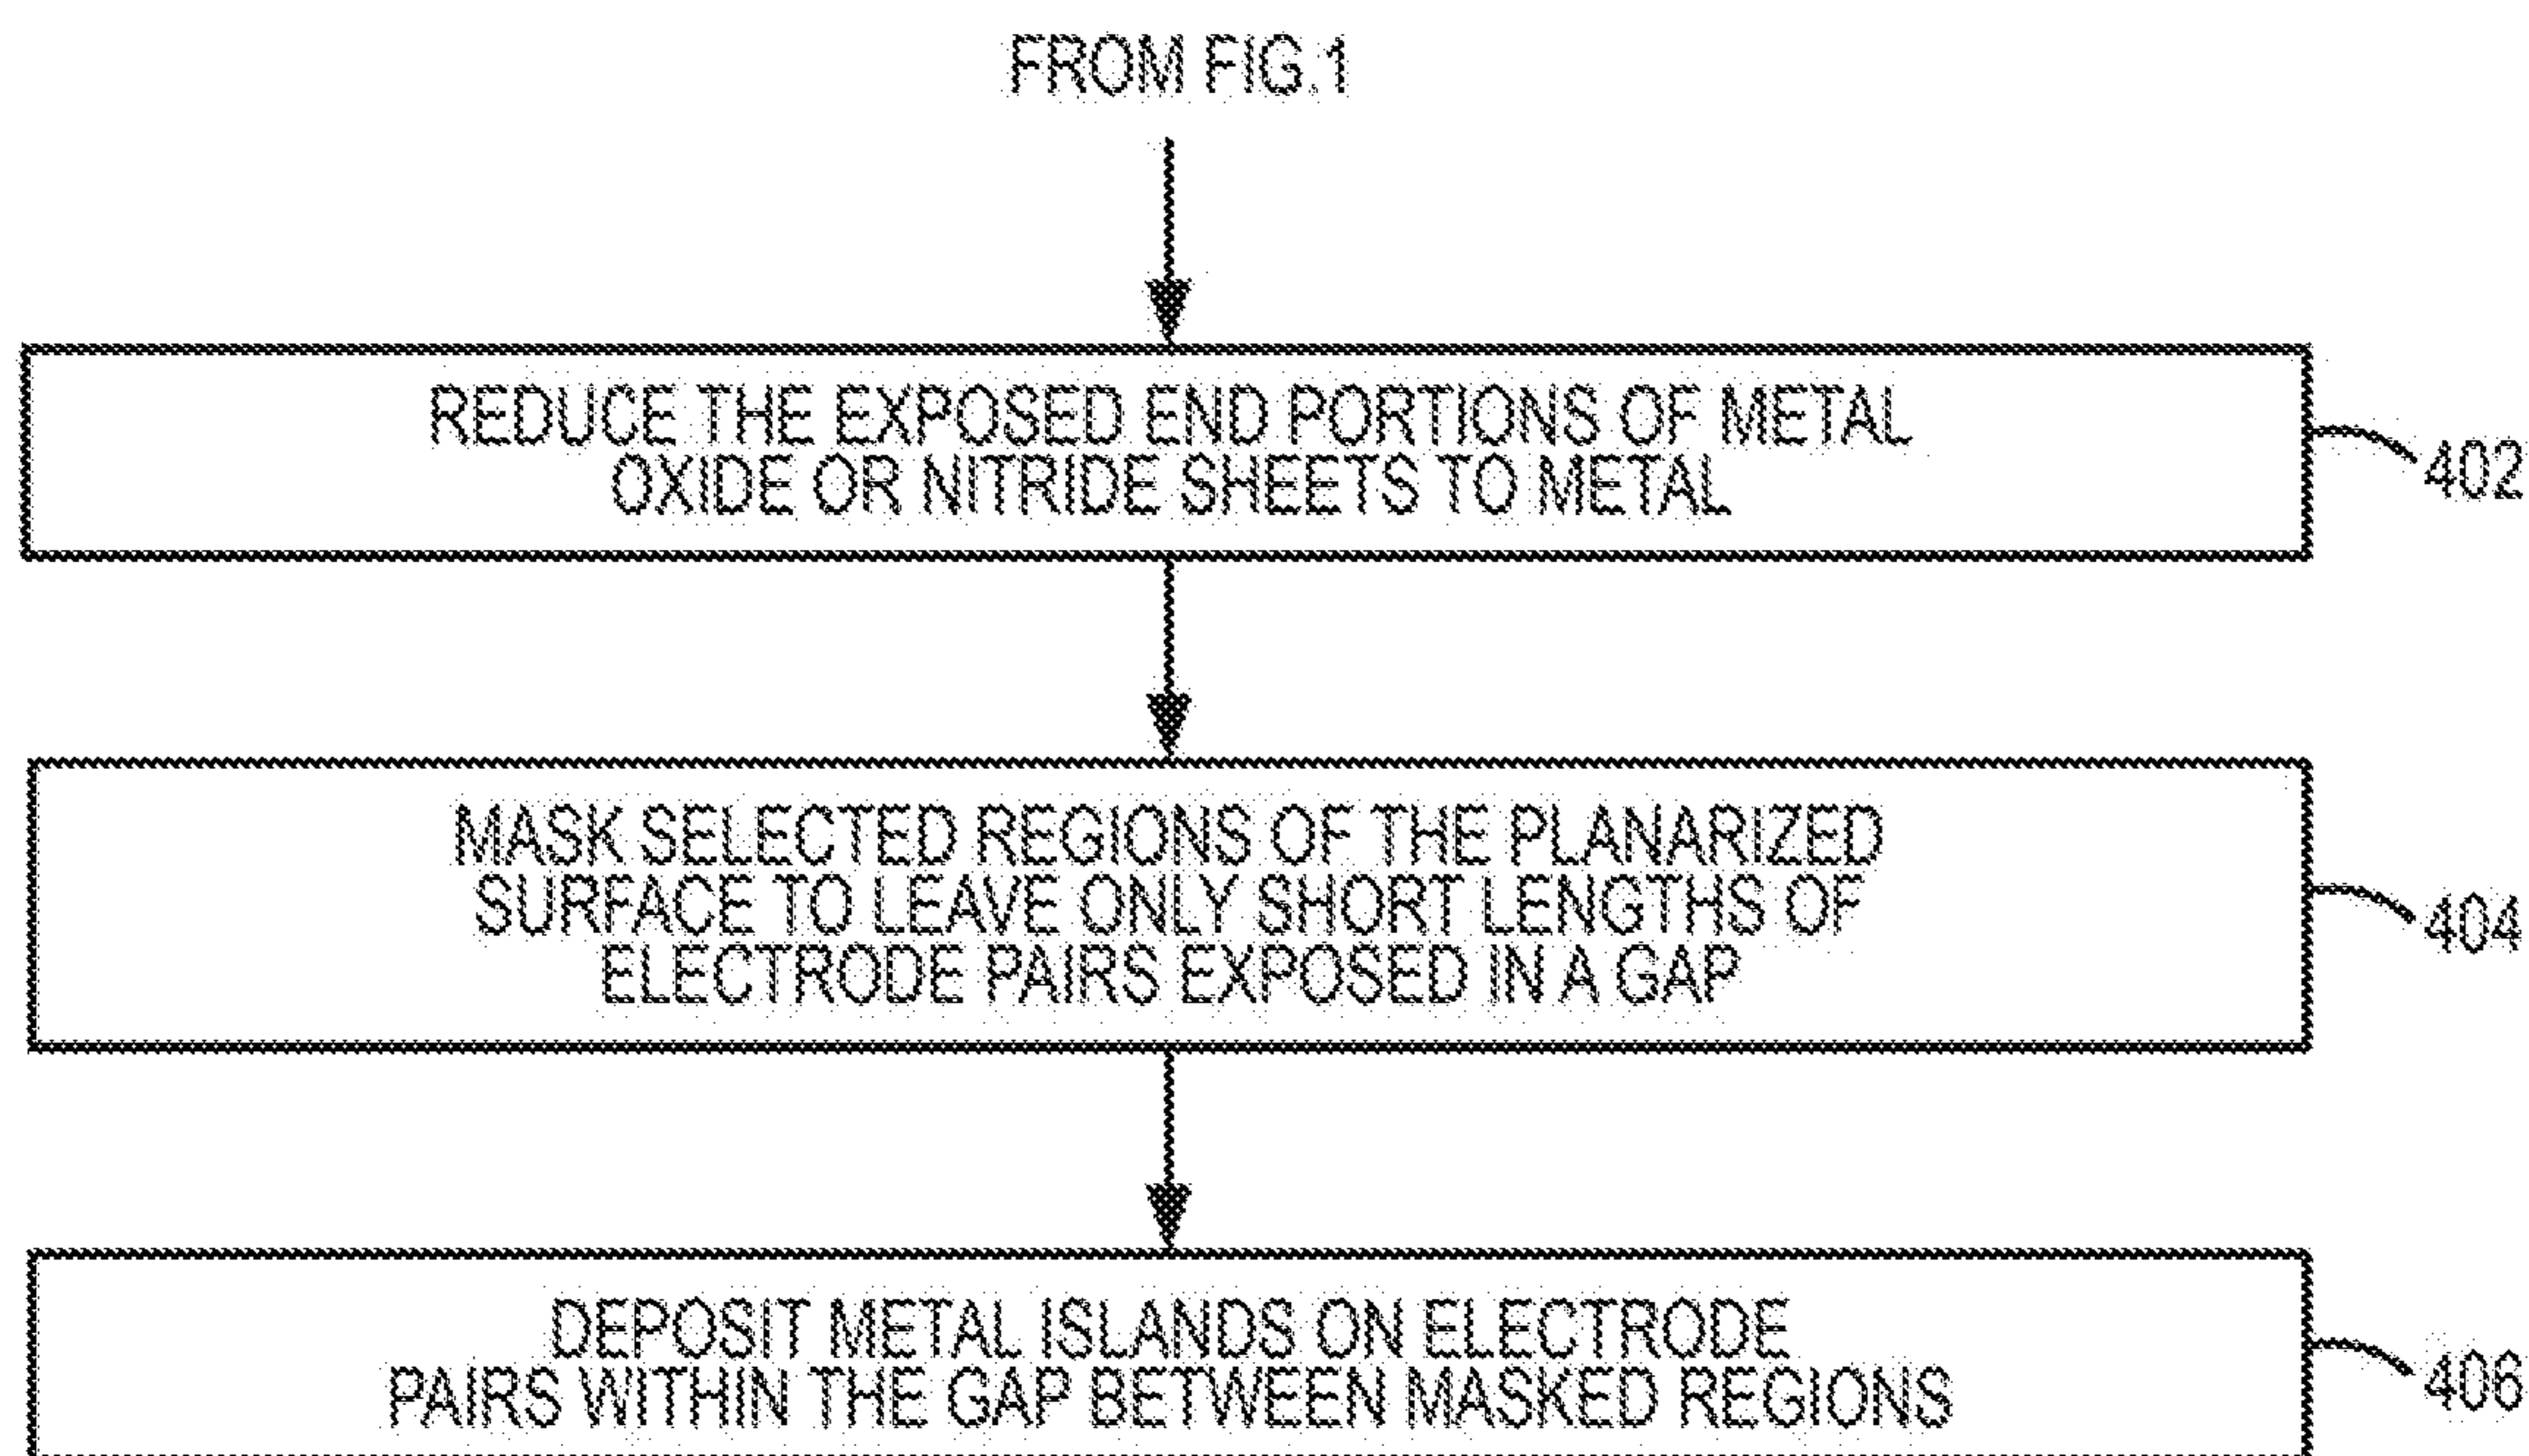 FROM FIG.1
REDUCE THE EXPOSED END PORTIONS OF METAL
OXIDE OR NITRIDE SHEETS TO METAL
402
MASK SELECTED REGIONS OF THE PLANARIZED
SURFACE TO LEAVE ONLY SHORT LENGTHS OF
ELECTRODE PAIRS EXPOSED IN A GAP
404
DEPOSIT METAL ISLANDS ON ELECTRODE
PAIRS WITHIN THE GAP BETWEEN MASKED REGIONS
406